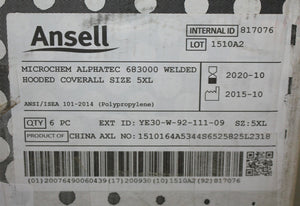 Ansell
INTERNAL ID 817076
LOT 1510A2
MICROCHEM ALPHATEC 683000 WELDED
HOODED COVERALL SIZE 5XL
2020-10
2015-10
ANSI/ISEA 101-2014 (Polypropylene)
QTY 6 PC EXT ID: YE30-W-92-111-09 SZ:5XL
PRODUCT OF CHINA AXL NO:1510164A5344S6525825L2318
(01)20076490060439(17)200930(10)1510A2(92)817076